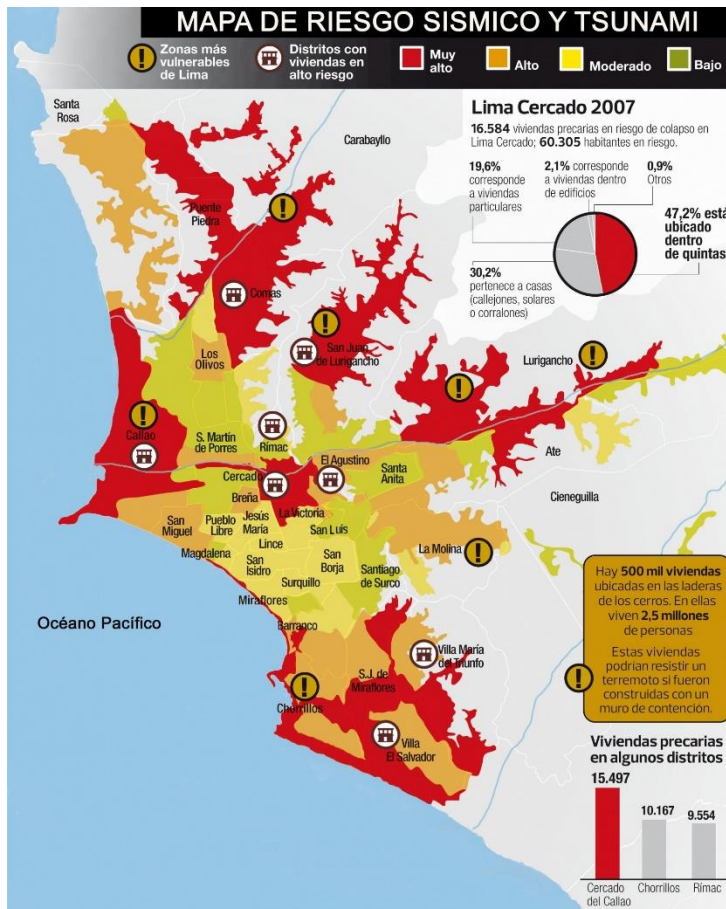 MAPA DE RIESGO SISMICO Y TSUNAMI
Zonas más
vulnerables
de Lima
Distritos con
viviendas en
alto riesgo
Muy
alto
Alto
Moderado
Bajo
Lima Cercado 2007
16.584 viviendas precarias en riesgo de colapso en
Lima Cercado; 60.305 habitantes en riesgo.
19,6%
corresponde
a viviendas
particulares
2,1% corresponde
a viviendas dentro
de edificios
0,9%
Otros
47,2% está
ubicado
dentro
de quintas
30,2%
pertenece a casas
(callejones, solares
o corralones)
Santa
Rosa
Carabayllo
Puente
Piedra
Comas
San Juan
de Lurigancho
Lurigancho
Los
Olivos
Callao
S. Martín
de Porres
Rímac
Cercado
El Agustino
Santa
Anita
Ate
Cieneguilla
Breña
La Victoria
San
Miguel
Pueblo
Libre
Jesús
María
San Luís
Lince
Magdalena
San
Isidro
San
Borja
La Molina
Surquillo
Santiago
de Surco
Miraflores
Barranco
Océano Pacífico
Villa María
del Triunfo
S.J. de
Miraflores
Chorrillos
Villa
El Salvador
Hay 500 mil viviendas
ubicadas en las laderas
de los cerros. En ellas
viven 2,5 millones
de personas
Estas viviendas
podrían resistir un
terremoto si fueron
construidas con un
muro de contención.
Viviendas precarias
en algunos distritos
15.497
10.167
9.554
Cercado
del Callao
Chorrillos
Rímac